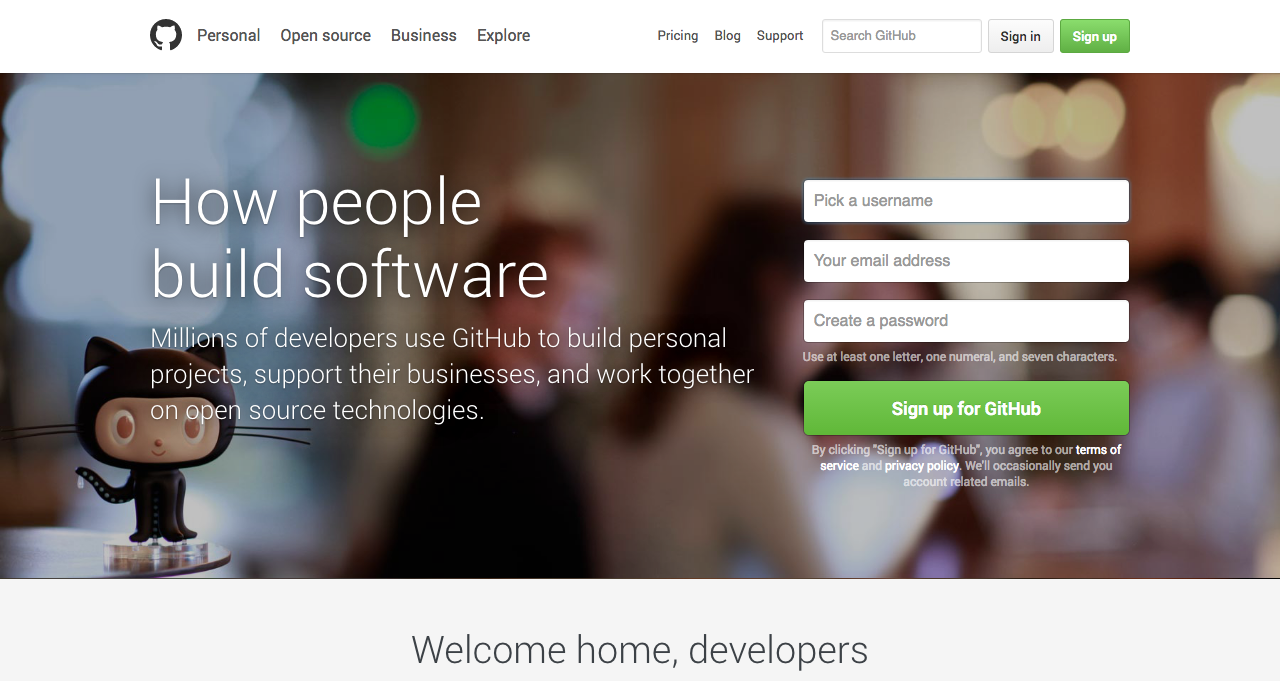 Personal Open source Business Explore Pricing Blog Support Search GitHub Sign in Sign up
How people
build software
Millions of developers use GitHub to build personal
projects, support their businesses, and work together
on open source technologies.
Pick a username
Your email address
Create a password
Use at least one letter, one numeral, and seven characters.
Sign up for GitHub
By clicking "Sign up for GitHub", you agree to our terms of
service and privacy policy. We'll occasionally send you
account related emails.
Welcome home, developers